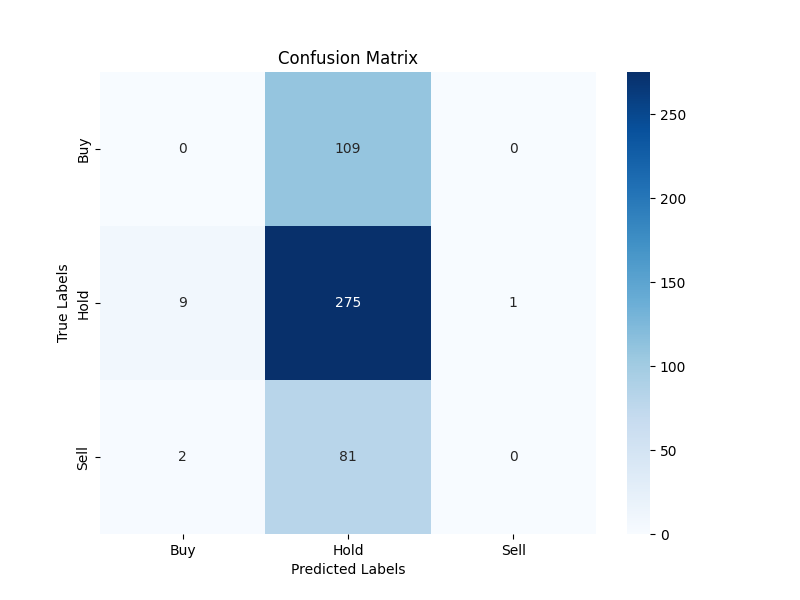 Confusion Matrix
Buy
0 109 0
250
200
True Labels
Hold
9 275 1
150
100
Sell
2 81 0
50
0
Buy Hold Sell
Predicted Labels